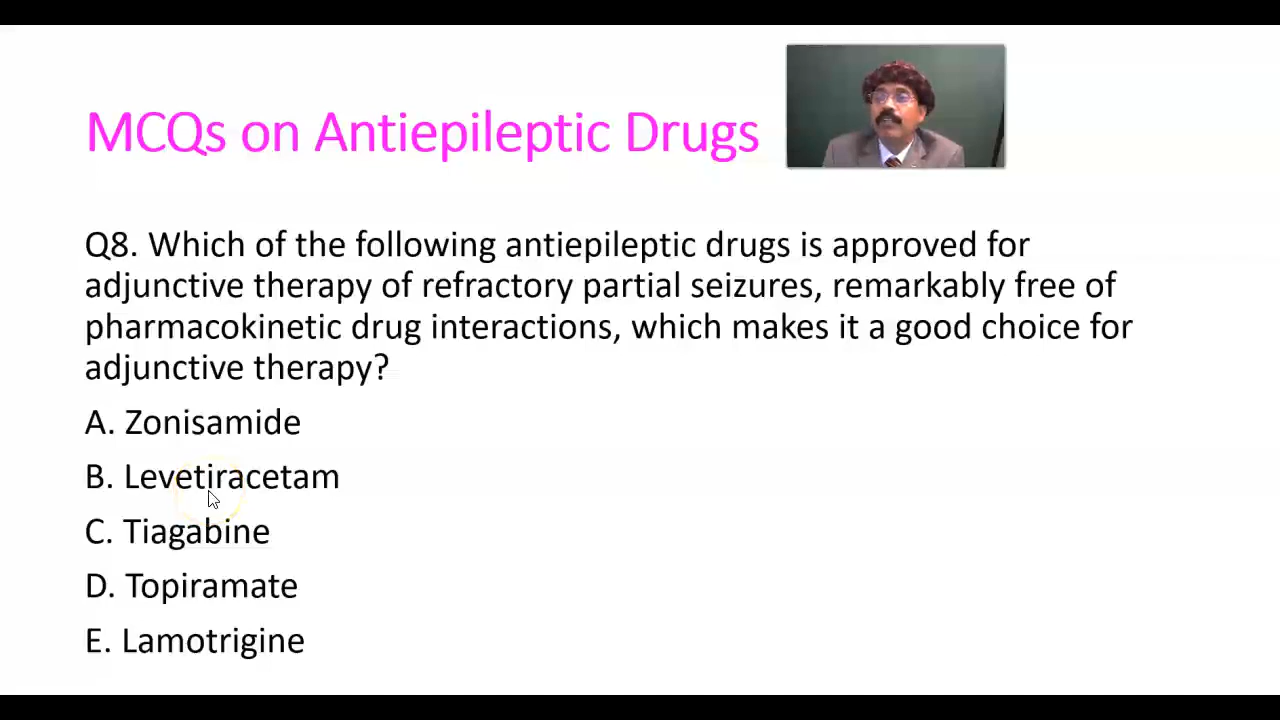 MCQs on Antiepileptic Drugs
Q8. Which of the following antiepileptic drugs is approved for
adjunctive therapy of refractory partial seizures, remarkably free of
pharmacokinetic drug interactions, which makes it a good choice for
adjunctive therapy?
A. Zonisamide
B. Levetiracetam
C. Tiagabine
D. Topiramate
E. Lamotrigine